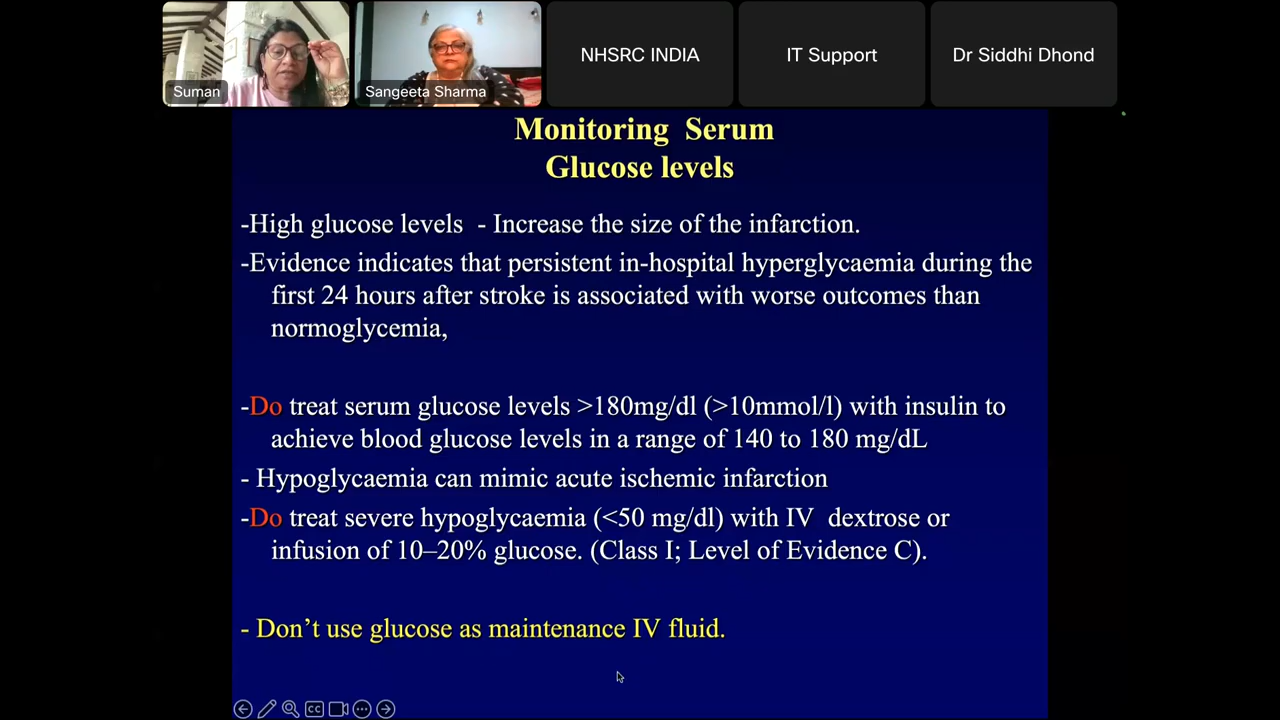 Suman
Sangeeta Sharma
NHSRC INDIA
IT Support
Dr Siddhi Dhond
Monitoring Serum
Glucose levels
-High glucose levels - Increase the size of the infarction.
-Evidence indicates that persistent in-hospital hyperglycaemia during the
first 24 hours after stroke is associated with worse outcomes than
normoglycemia,
-Do treat serum glucose levels >180mg/dl (>10mmol/l) with insulin to
achieve blood glucose levels in a range of 140 to 180 mg/dL
- Hypoglycaemia can mimic acute ischemic infarction
-Do treat severe hypoglycaemia (<50 mg/dl) with IV dextrose or
infusion of 10–20% glucose. (Class I; Level of Evidence C).
- Don’t use glucose as maintenance IV fluid.
CC